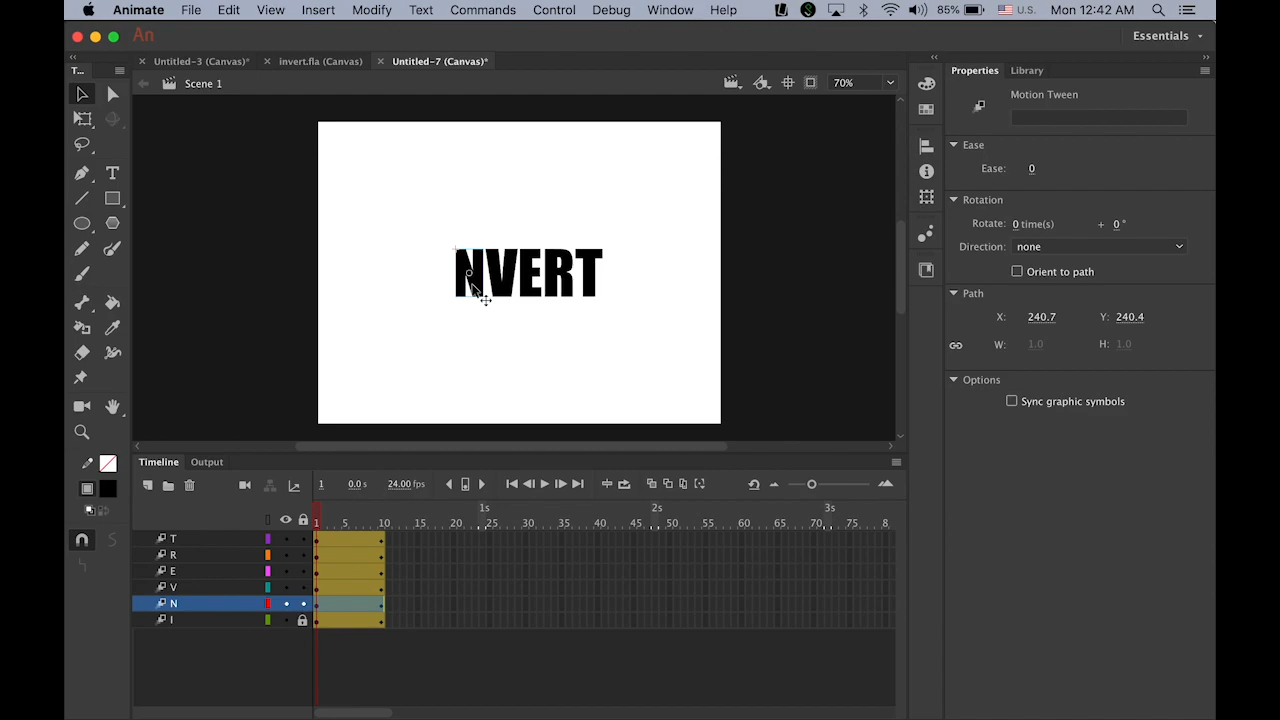 Animate File Edit View Insert Modify Text Commands Control Debug Window Help 85% U.S. Mon 12:42 AM
An Essentials
Untitled-3 (Canvas)* invert.fla (Canvas) Untitled-7 (Canvas)*
T... Properties Library
Scene 1 70%
Motion Tween
Ease
Ease: 0
Rotation
Rotate: 0 time(s) + 0°
Direction: none
Orient to path
Path
X: 240.7 Y: 240.4
W: 1.0 H: 1.0
Options
Sync graphic symbols
NVERT
Timeline Output
1 0.0 s 24.00 fps
1s 2s 3s
1 5 10 15 20 25 30 35 40 45 50 55 60 65 70 75 8
T
R
E
V
N
I